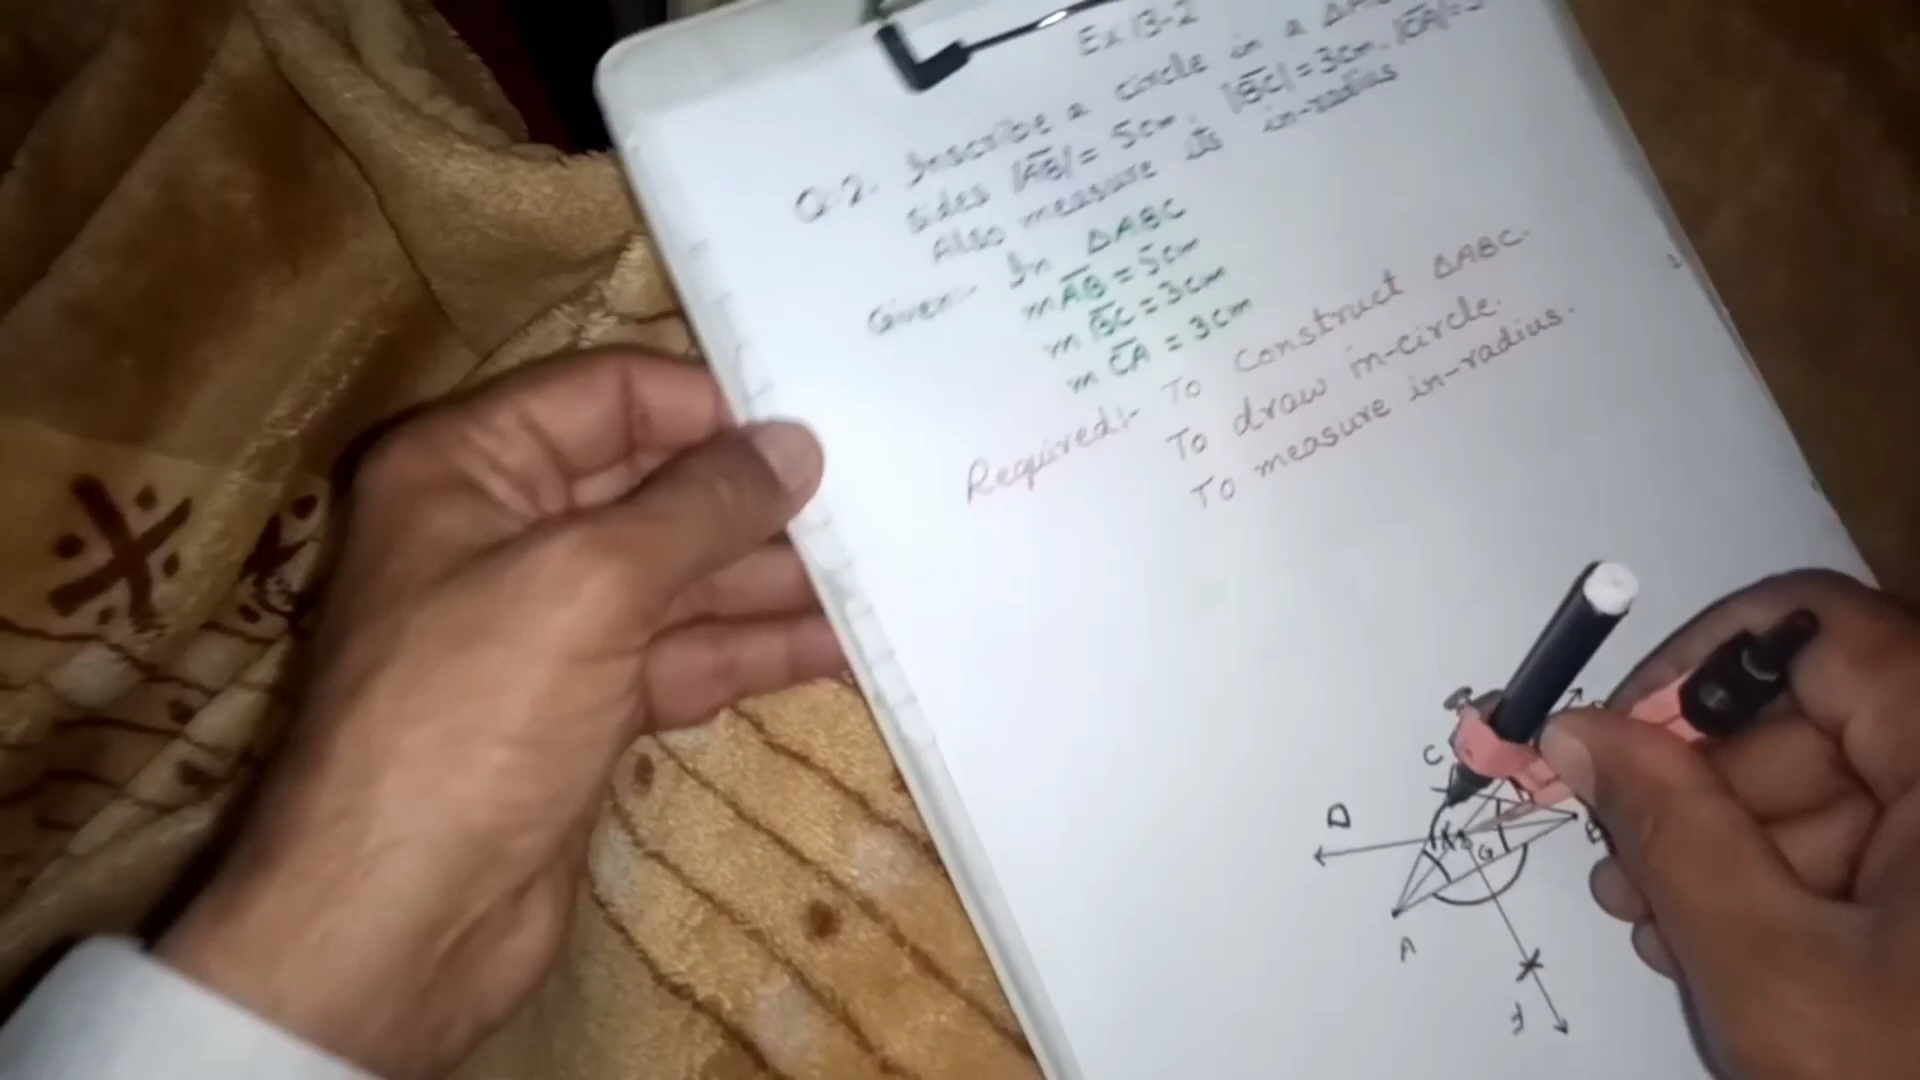 Ex 13-2
Q.2. Inscribe a circle in a ΔA
sides |AB| = 5cm, |BC| = 3cm, |CA| = 3
Also measure its in-radius
Given:- In ΔABC
mAB = 5cm
mBC = 3cm
mCA = 3cm
Required:- To construct ΔABC.
To draw in-circle.
To measure in-radius.
C
D
B
G
A